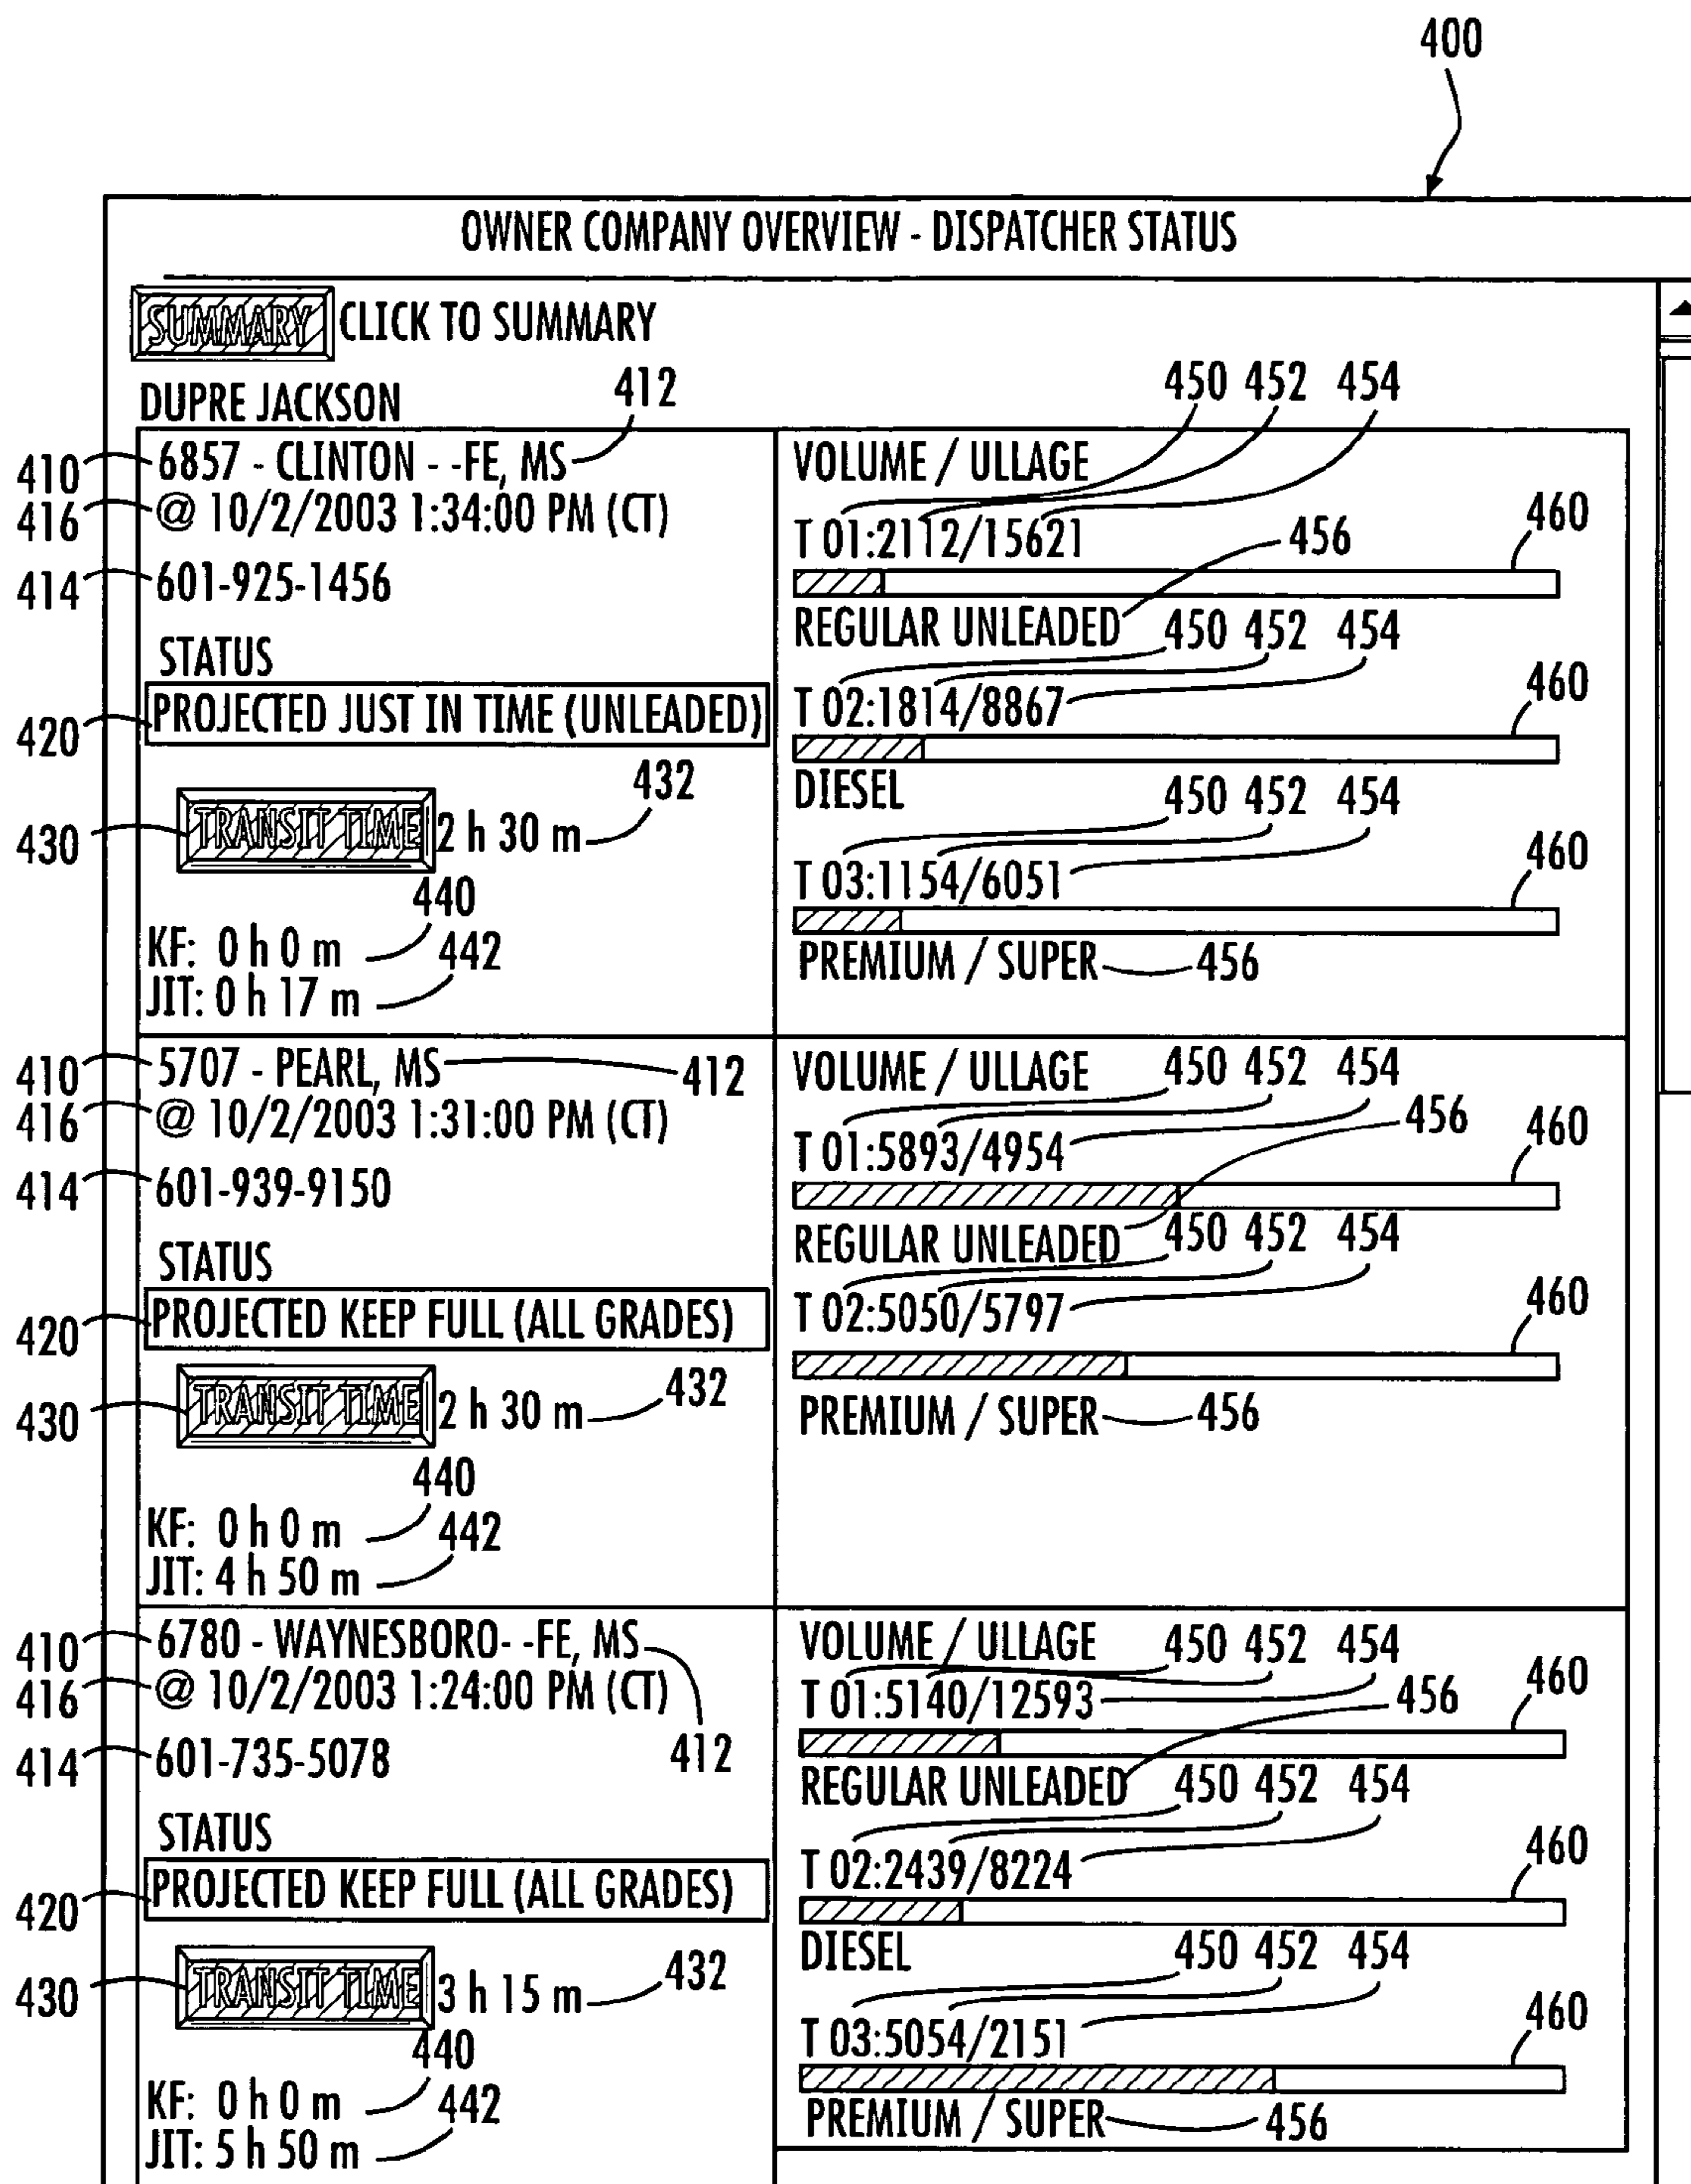 400
OWNER COMPANY OVERVIEW - DISPATCHER STATUS
SUMMARY CLICK TO SUMMARY
DUPRE JACKSON
412
450 452 454
410 6857 - CLINTON - -FE, MS
VOLUME / ULLAGE
416 @ 10/2/2003 1:34:00 PM (CT)
T 01:2112/15621
456
460
414 601-925-1456
REGULAR UNLEADED
450 452 454
STATUS
420 PROJECTED JUST IN TIME (UNLEADED)
T 02:1814/8867
460
DIESEL
450 452 454
430 TRANSIT TIME 2 h 30 m
432
T 03:1154/6051
460
440
KF: 0 h 0 m
442
JIT: 0 h 17 m
PREMIUM / SUPER 456
410 5707 - PEARL, MS 412
VOLUME / ULLAGE 450 452 454
416 @ 10/2/2003 1:31:00 PM (CT)
T 01:5893/4954
456
460
414 601-939-9150
REGULAR UNLEADED 450 452 454
STATUS
420 PROJECTED KEEP FULL (ALL GRADES)
T 02:5050/5797
460
430 TRANSIT TIME 2 h 30 m 432
PREMIUM / SUPER 456
440
KF: 0 h 0 m
442
JIT: 4 h 50 m
410 6780 - WAYNESBORO- -FE, MS
VOLUME / ULLAGE 450 452 454
416 @ 10/2/2003 1:24:00 PM (CT)
T 01:5140/12593
456
460
414 601-735-5078 412
REGULAR UNLEADED 450 452 454
STATUS
420 PROJECTED KEEP FULL (ALL GRADES)
T 02:2439/8224
460
DIESEL 450 452 454
430 TRANSIT TIME 3 h 15 m 432
T 03:5054/2151
460
440
KF: 0 h 0 m
442
JIT: 5 h 50 m
PREMIUM / SUPER 456